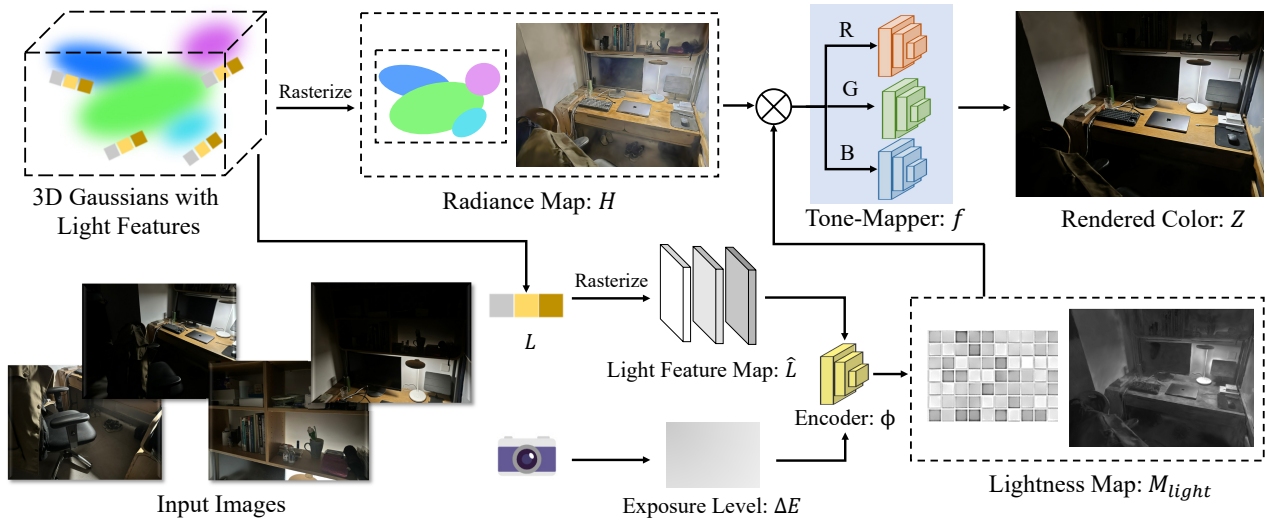 3D Gaussians with
Light Features
Rasterize
Radiance Map: H
R
G
B
Tone-Mapper: f
Rendered Color: Z
L
Rasterize
Light Feature Map: L̂
Encoder: ϕ
Input Images
Exposure Level: ΔE
Lightness Map: M_light